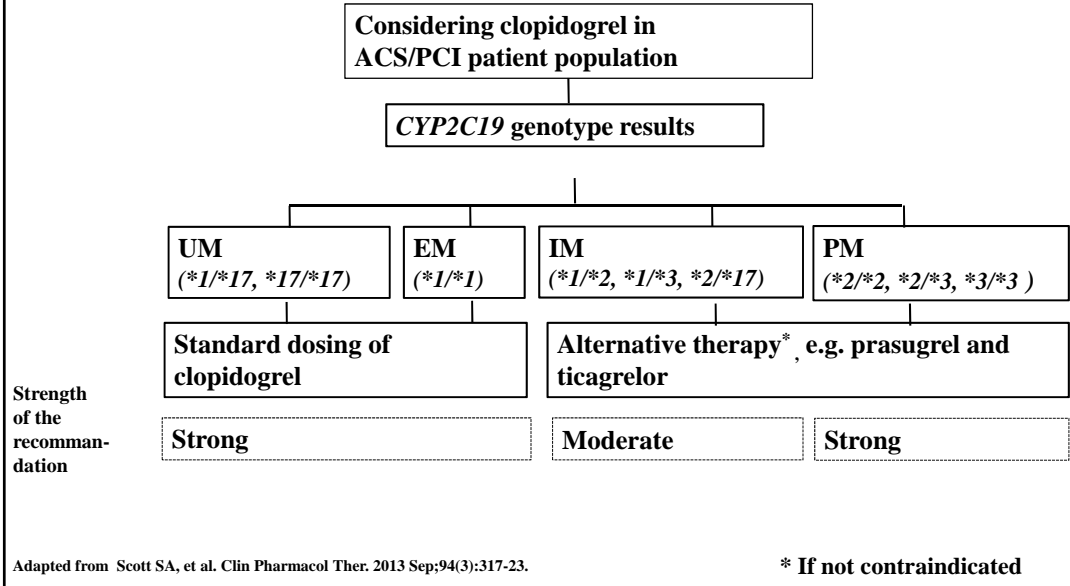 Considering clopidogrel in
ACS/PCI patient population
CYP2C19 genotype results
UM
(*1/*17, *17/*17)
EM
(*1/*1)
IM
(*1/*2, *1/*3, *2/*17)
PM
(*2/*2, *2/*3, *3/*3 )
Standard dosing of
clopidogrel
Alternative therapy*, e.g. prasugrel and
ticagrelor
Strength
of the
recomman-
dation
Strong
Moderate
Strong
Adapted from Scott SA, et al. Clin Pharmacol Ther. 2013 Sep;94(3):317-23.
* If not contraindicated